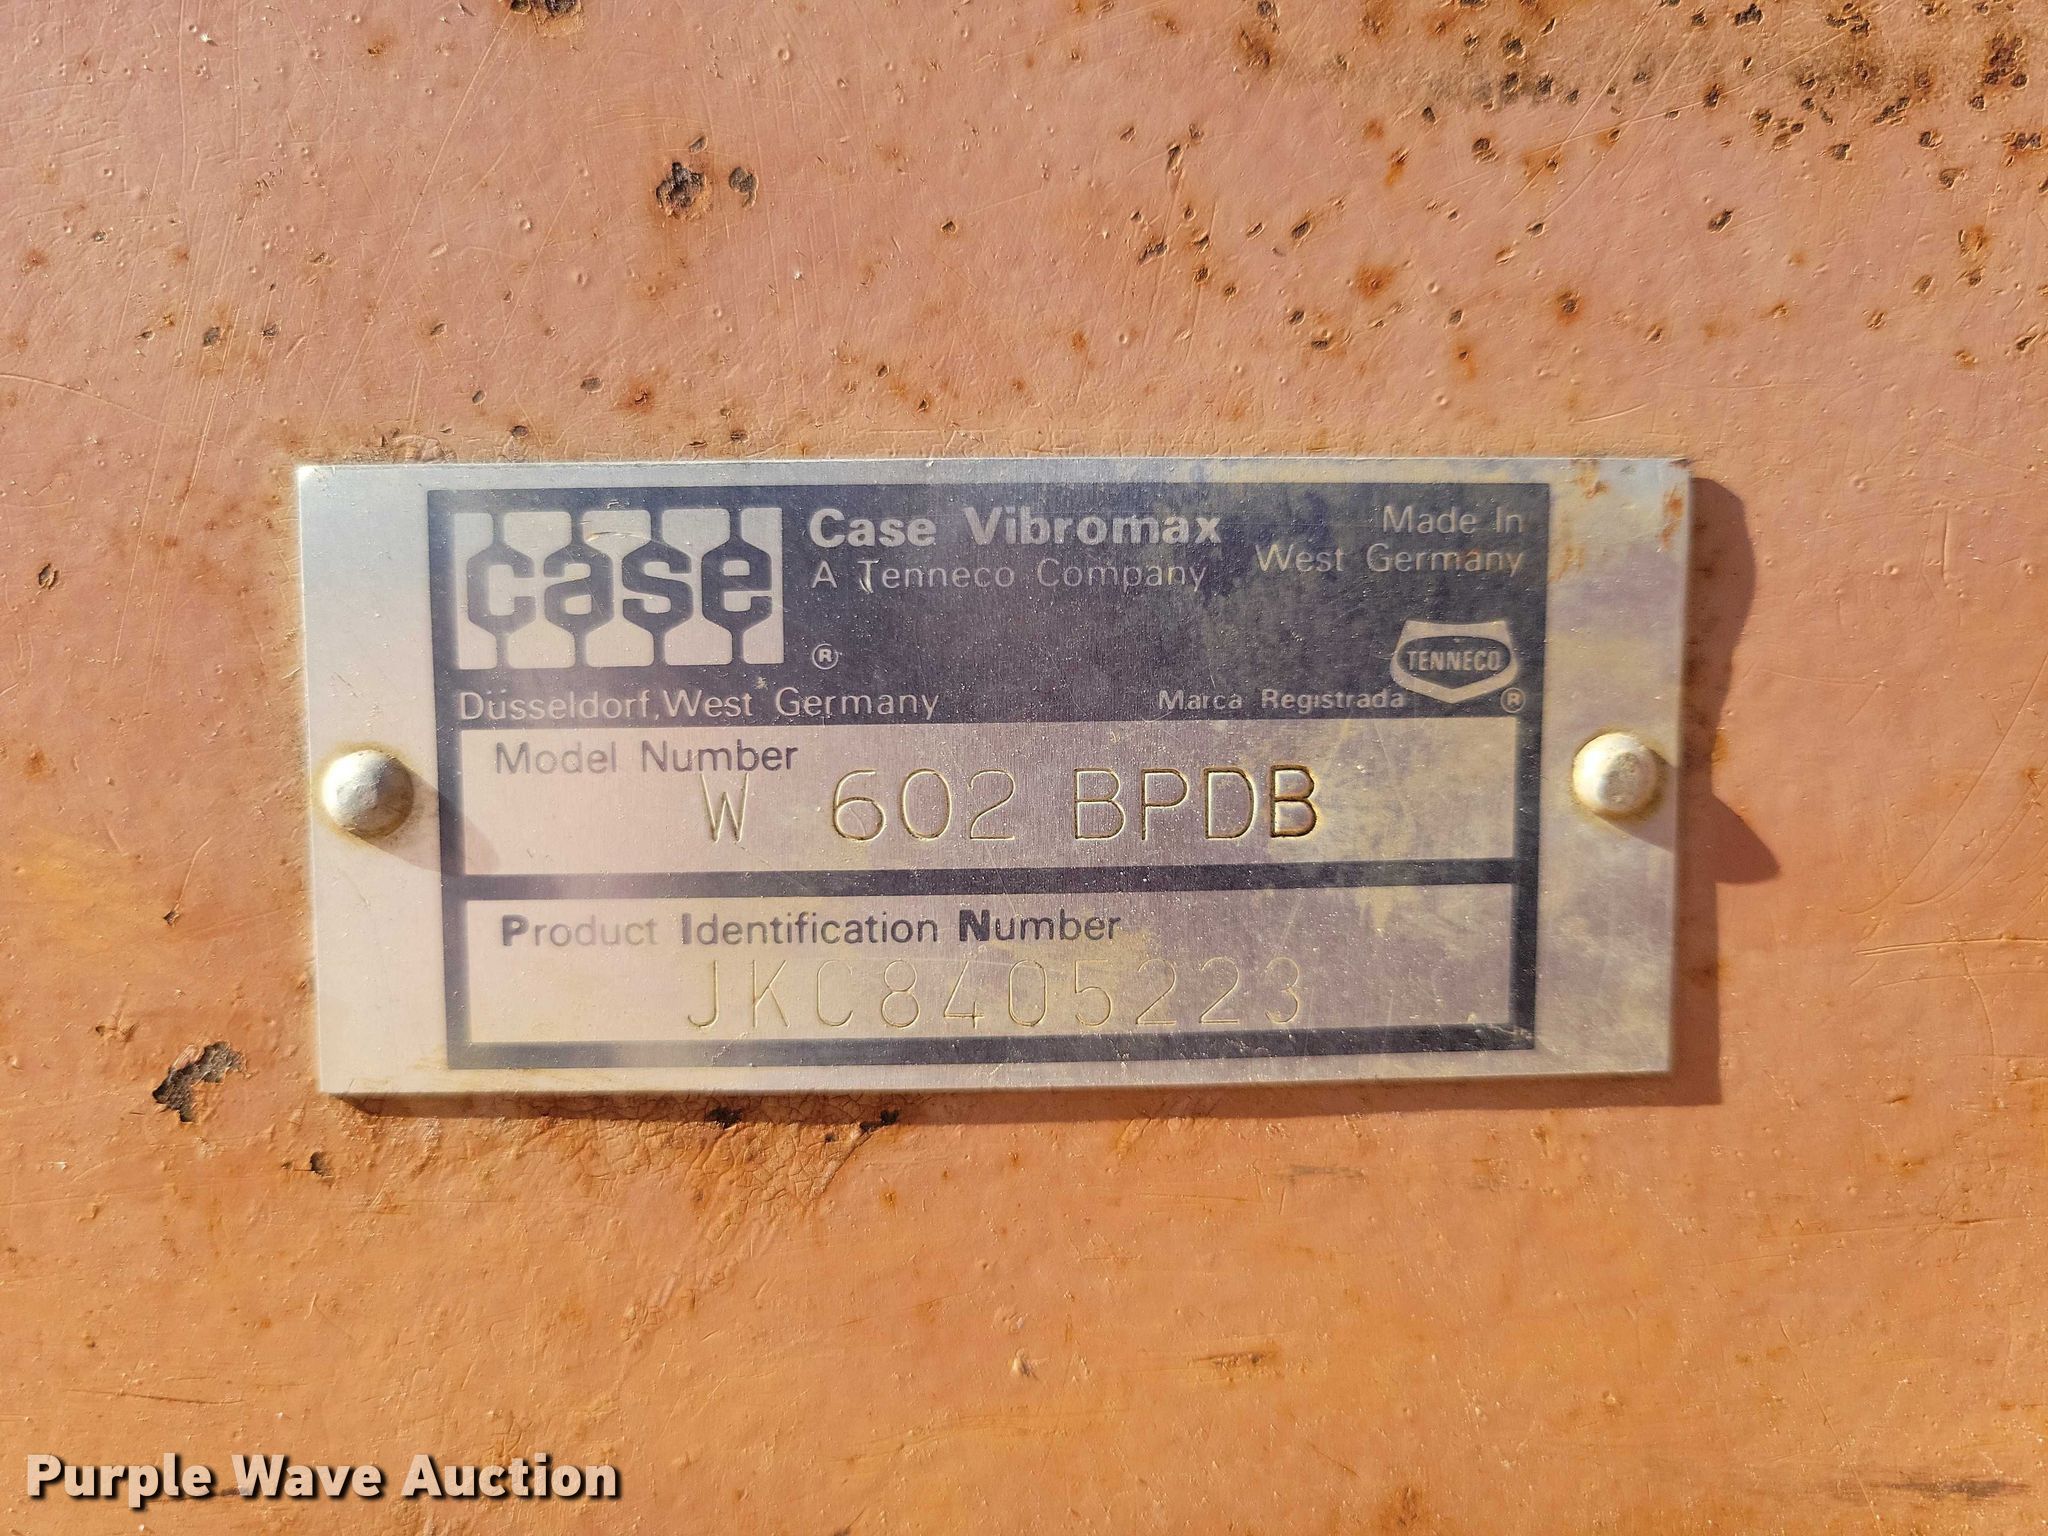 case ®
Case Vibromax
A Tenneco Company
Made In
West Germany
TENNECO ®
Düsseldorf, West Germany
Marca Registrada
Model Number
W 602 BPDB
Product Identification Number
JKC8405223
Purple Wave Auction